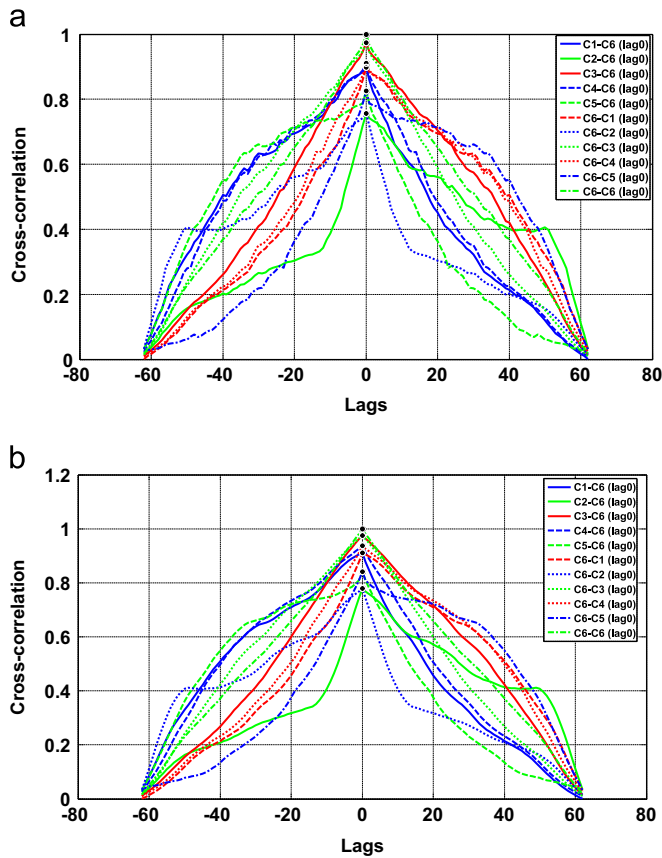 a
1
0.8
0.6
0.4
0.2
0
Cross-correlation
-80
-60
-40
-20
0
20
40
60
80
Lags
C1-C6 (lag0)
C2-C6 (lag0)
C3-C6 (lag0)
C4-C6 (lag0)
C5-C6 (lag0)
C6-C1 (lag0)
C6-C2 (lag0)
C6-C3 (lag0)
C6-C4 (lag0)
C6-C5 (lag0)
C6-C6 (lag0)
b
1.2
1
0.8
0.6
0.4
0.2
0
Cross-correlation
-80
-60
-40
-20
0
20
40
60
80
Lags
C1-C6 (lag0)
C2-C6 (lag0)
C3-C6 (lag0)
C4-C6 (lag0)
C5-C6 (lag0)
C6-C1 (lag0)
C6-C2 (lag0)
C6-C3 (lag0)
C6-C4 (lag0)
C6-C5 (lag0)
C6-C6 (lag0)